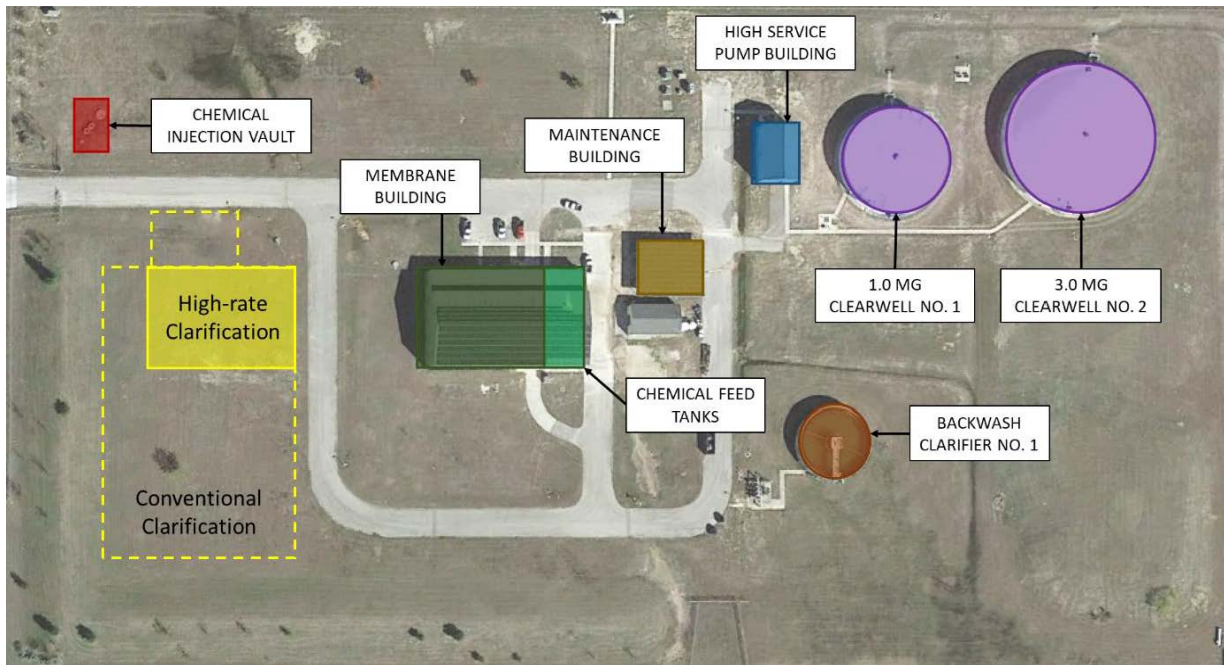 HIGH SERVICE
PUMP BUILDING
CHEMICAL
INJECTION VAULT
MAINTENANCE
BUILDING
MEMBRANE
BUILDING
High-rate
Clarification
1.0 MG
CLEARWELL NO. 1
3.0 MG
CLEARWELL NO. 2
CHEMICAL FEED
TANKS
BACKWASH
CLARIFIER NO. 1
Conventional
Clarification